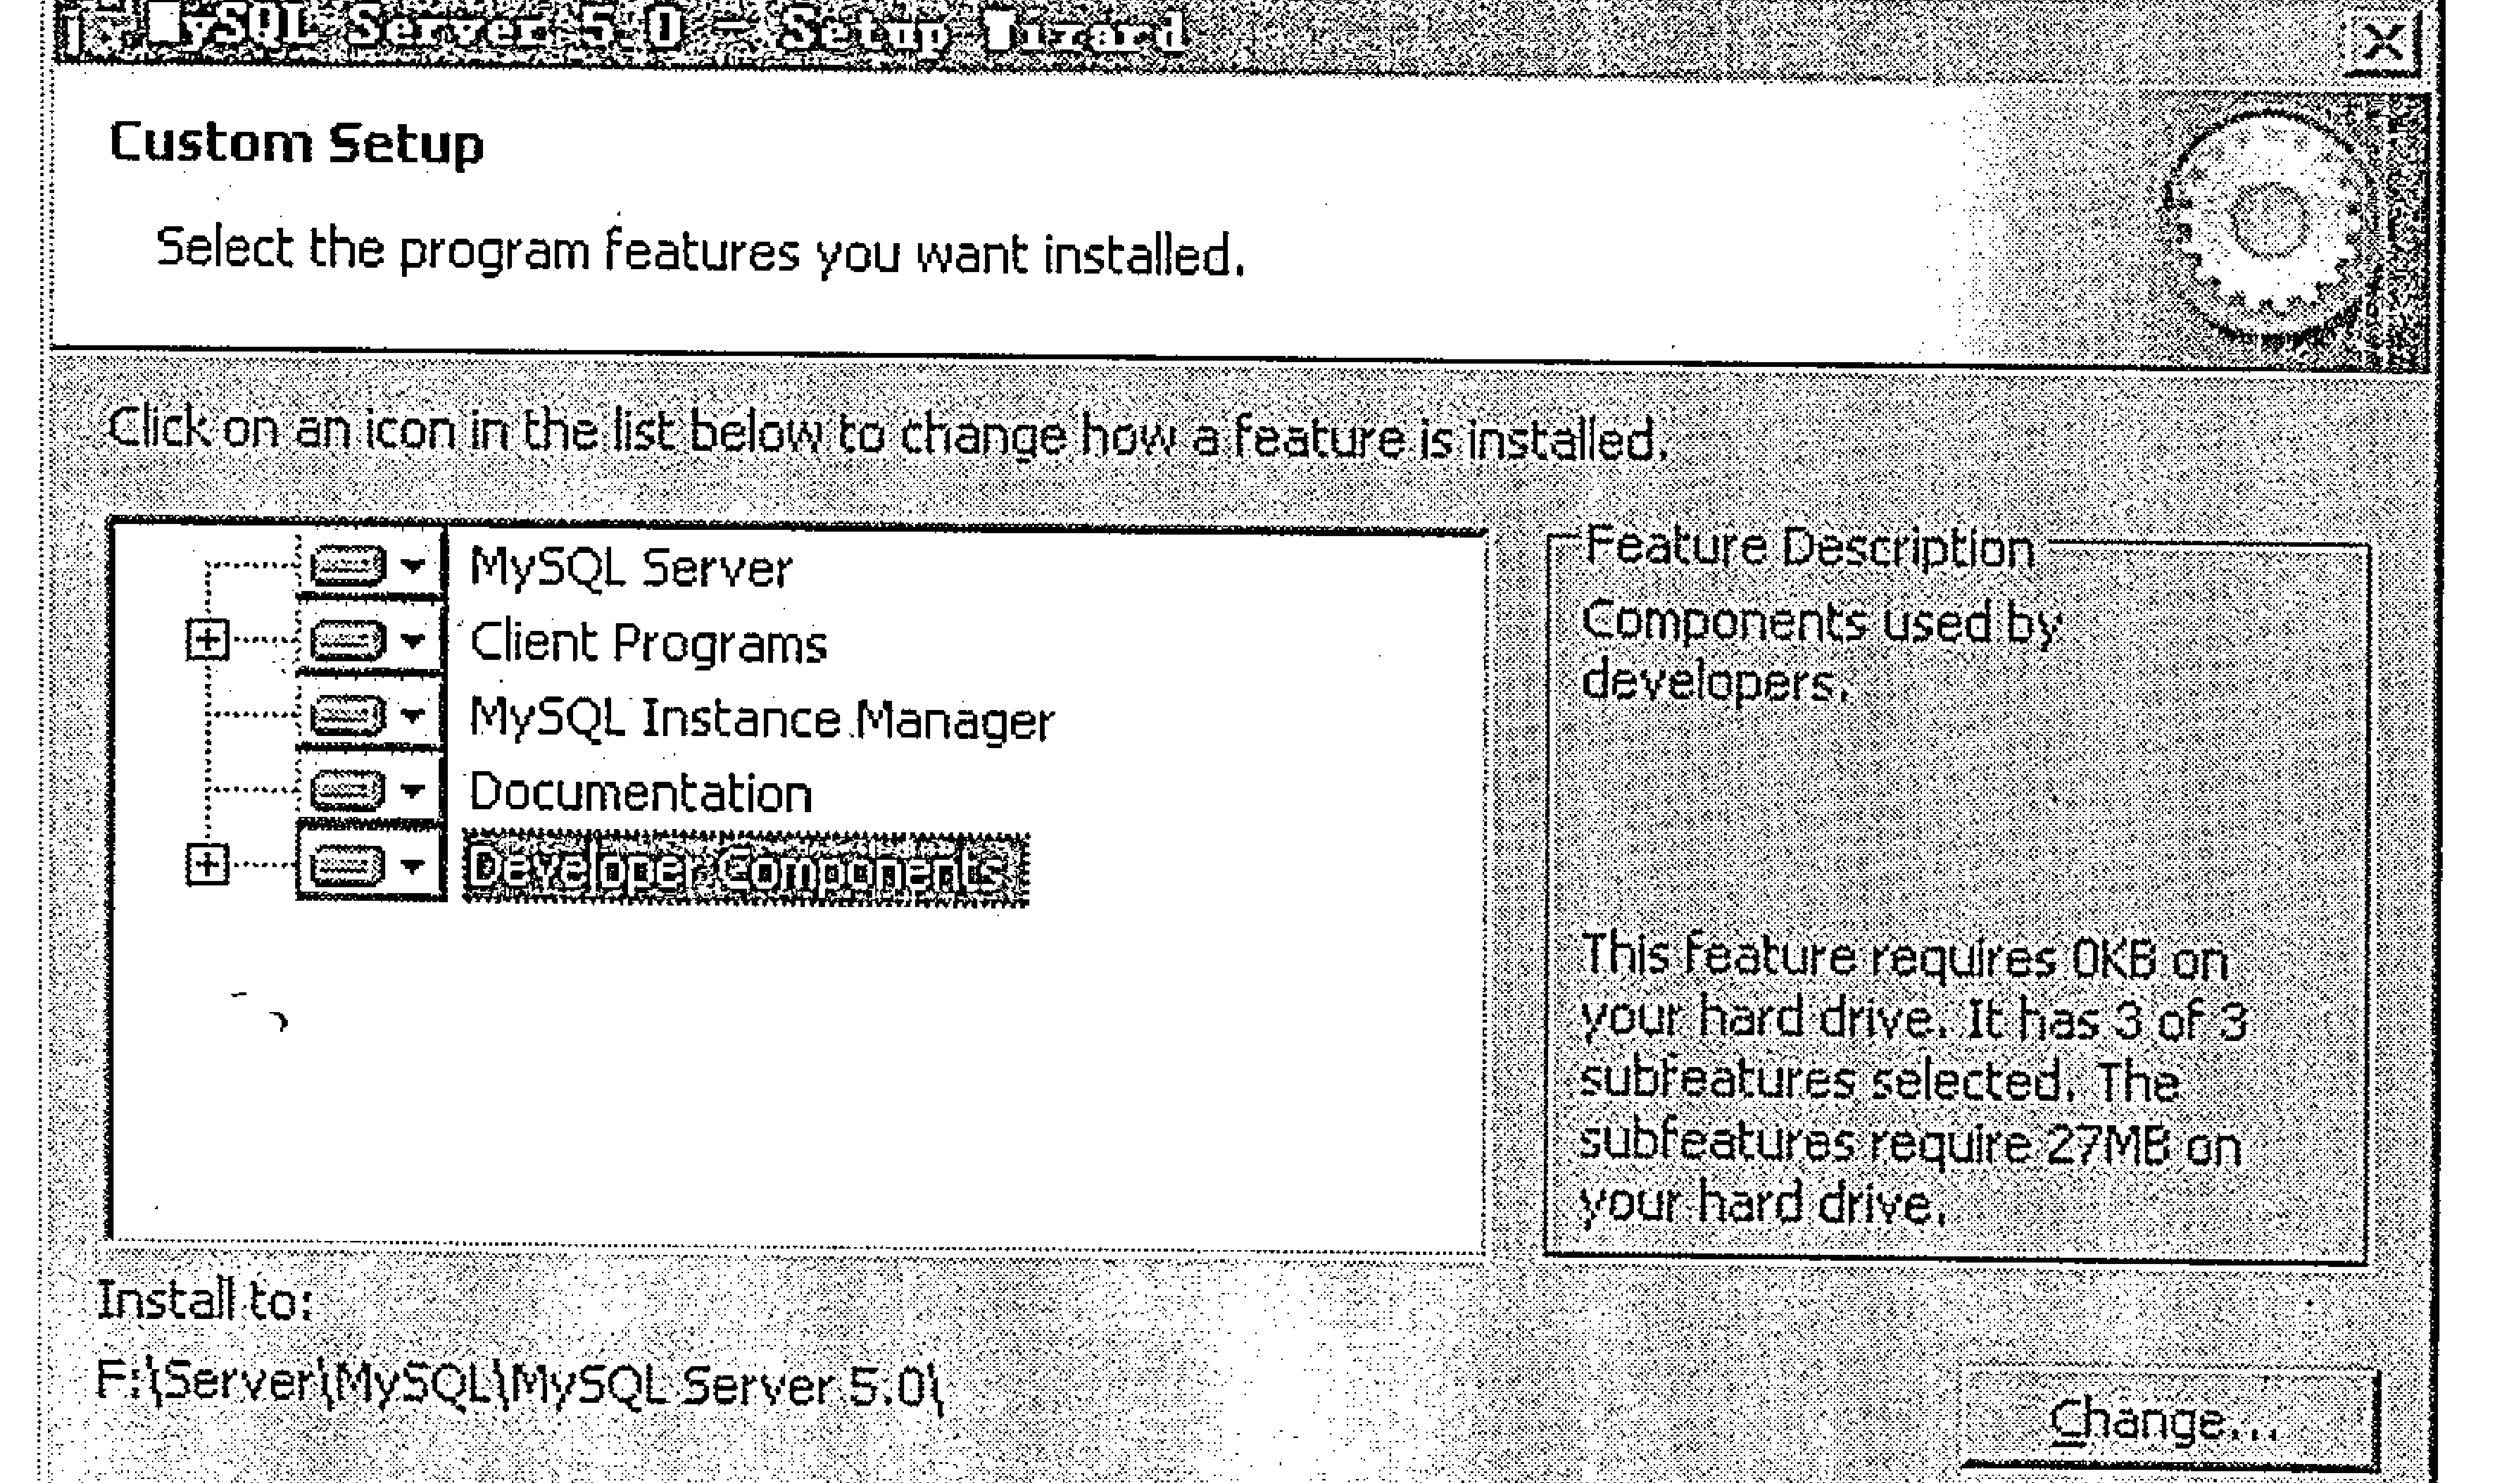 MySQL Server 5.0 - Setup Wizard
Custom Setup
Select the program features you want installed.
Click on an icon in the list below to change how a feature is installed.
MySQL Server
Client Programs
MySQL Instance Manager
Documentation
Developer Components
Feature Description
Components used by
developers.
This feature requires 0KB on
your hard drive. It has 3 of 3
subfeatures selected. The
subfeatures require 27MB on
your hard drive.
Install to:
F:\Server\MySQL\MySQL Server 5.0\
Change...